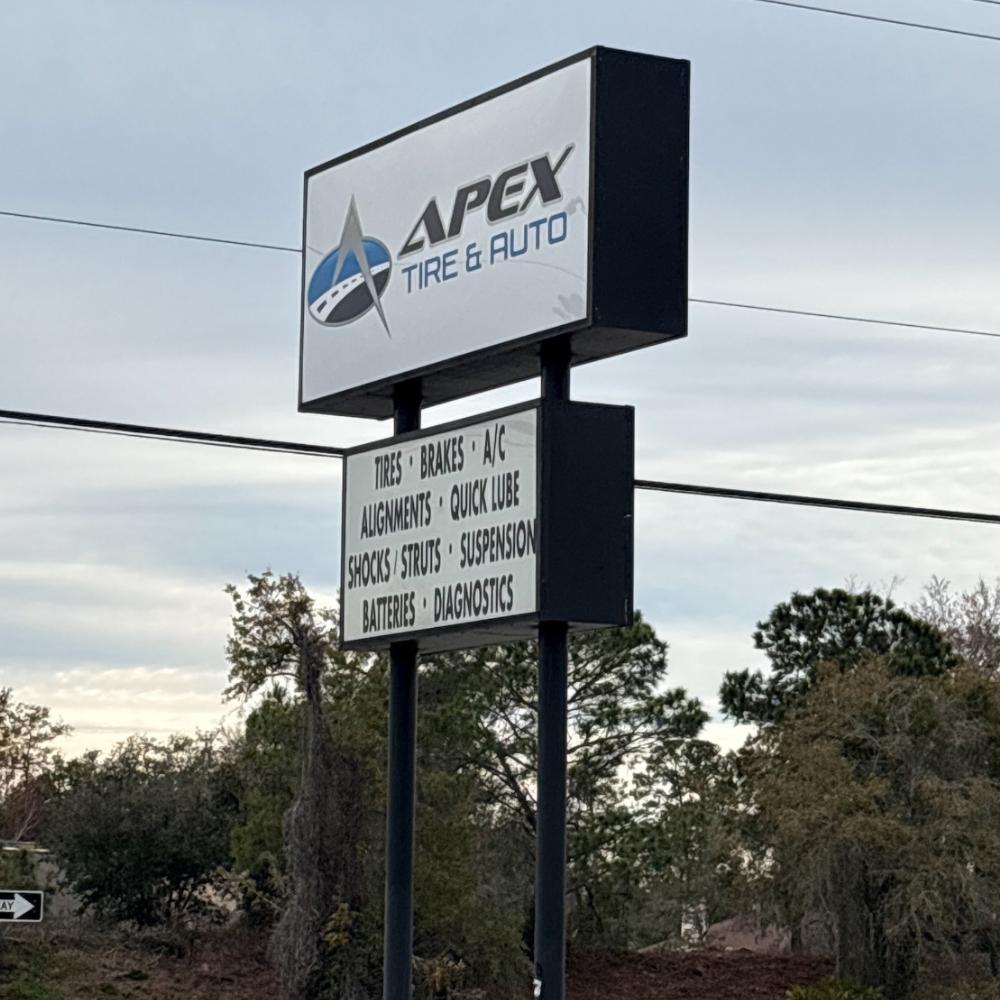 APEX
TIRE & AUTO
TIRES · BRAKES · A/C
ALIGNMENTS · QUICK LUBE
SHOCKS / STRUTS · SUSPENSION
BATTERIES · DIAGNOSTICS